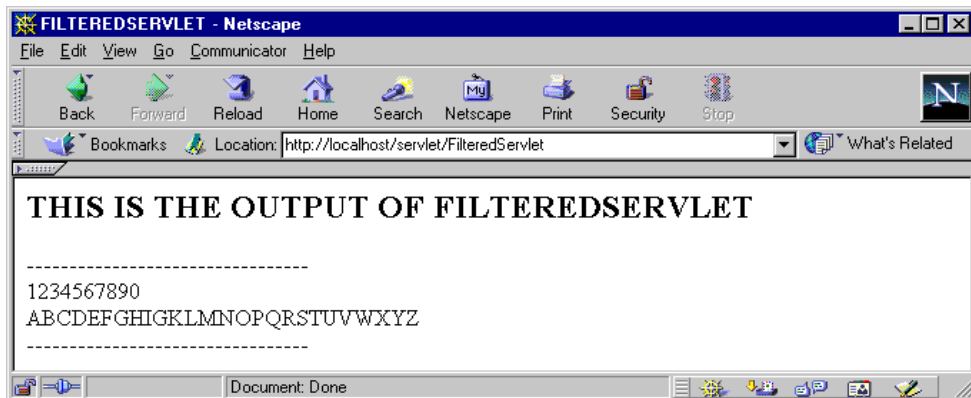 FILTEREDSERVLET - Netscape
File Edit View Go Communicator Help
Back Forward Reload Home Search My Netscape Print Security Stop N
Bookmarks Location: http://localhost/servlet/FilteredServlet What's Related
THIS IS THE OUTPUT OF FILTEREDSERVLET
---------------------------------
1234567890
ABCDEFGHIGKLMNOPQRSTUVWXYZ
---------------------------------
Document: Done